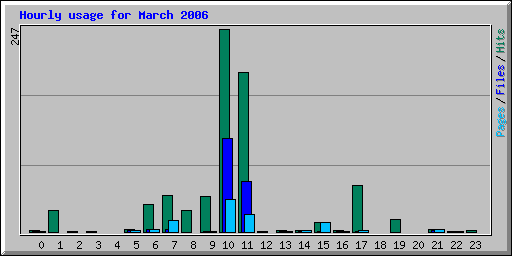 Hourly usage for March 2006
247
Pages / Files / Hits
0 1 2 3 4 5 6 7 8 9 10 11 12 13 14 15 16 17 18 19 20 21 22 23